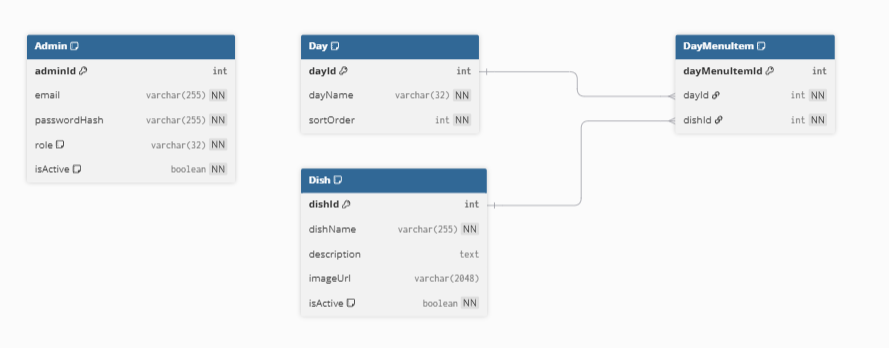 Admin
adminId int
email varchar(255) NN
passwordHash varchar(255) NN
role varchar(32) NN
isActive boolean NN
Day
dayId int
dayName varchar(32) NN
sortOrder int NN
Dish
dishId int
dishName varchar(255) NN
description text
imageUrl varchar(2048)
isActive boolean NN
DayMenuItem
dayMenuItemId int
dayId int NN
dishId int NN